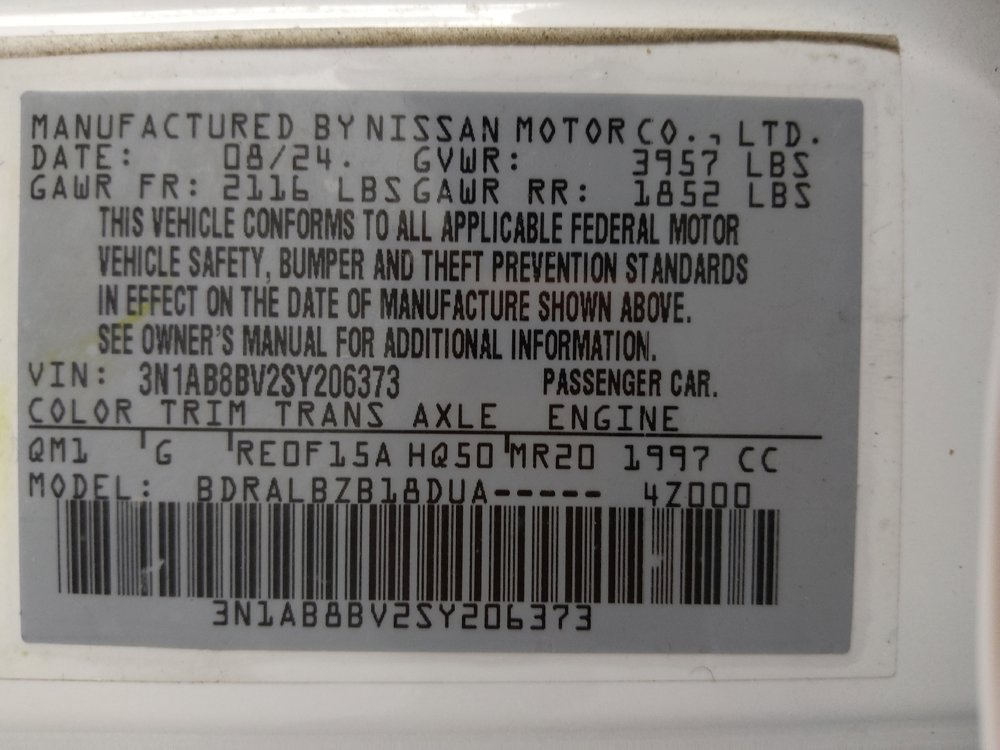 MANUFACTURED BY NISSAN MOTOR CO., LTD.
DATE: 08/24. GVWR: 3957 LBS
GAWR FR: 2116 LBS GAWR RR: 1852 LBS
THIS VEHICLE CONFORMS TO ALL APPLICABLE FEDERAL MOTOR
VEHICLE SAFETY, BUMPER AND THEFT PREVENTION STANDARDS
IN EFFECT ON THE DATE OF MANUFACTURE SHOWN ABOVE.
SEE OWNER'S MANUAL FOR ADDITIONAL INFORMATION.
VIN: 3N1AB8BV2SY206373 PASSENGER CAR.
COLOR TRIM TRANS AXLE ENGINE
QM1 G RE0F15A HQ50 MR20 1997 CC
MODEL: BDRALBZB18DUA----- 4Z000
3N1AB8BV2SY206373